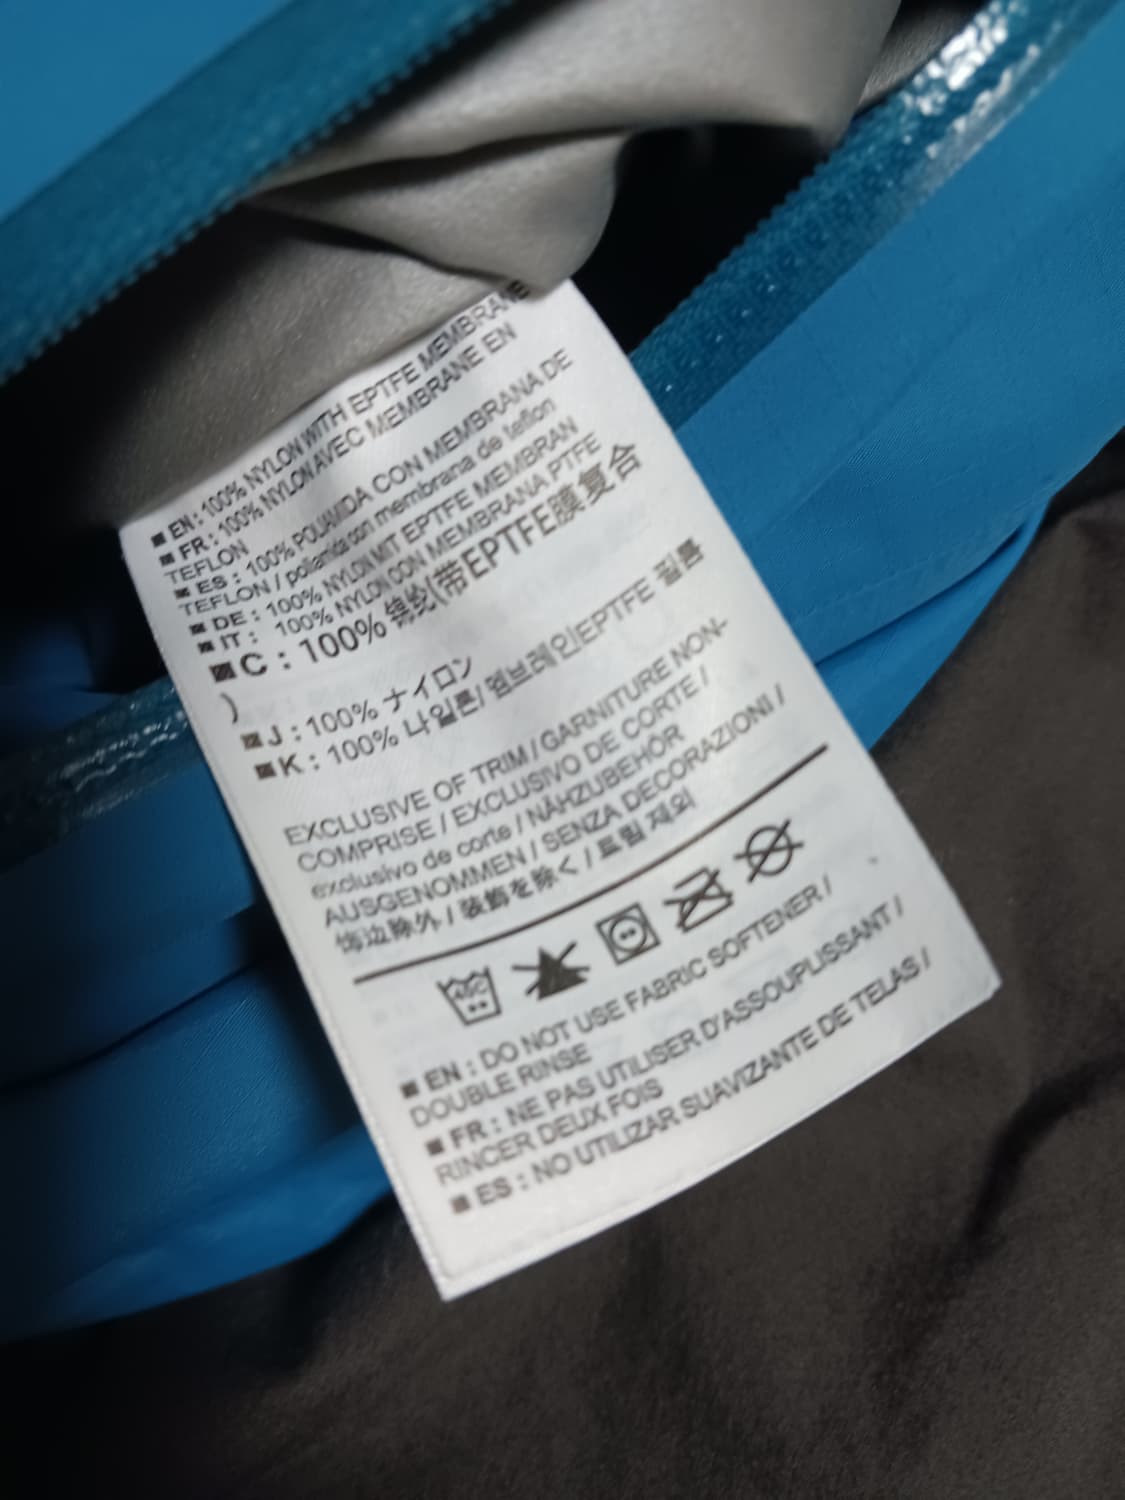 ■ EN : 100% NYLON WITH EPTFE MEMBRANE
■ FR : 100% NYLON AVEC MEMBRANE EN
TEFLON
■ ES : 100% POLIAMIDA CON MEMBRANA DE
TEFLON / poliamida con membrana de teflon
■ DE : 100% NYLON MIT EPTFE MEMBRAN
■ IT : 100% NYLON CON MEMBRANA PTFE
■ C : 100% 锦纶(带EPTFE膜复合
)
■ J : 100% ナイロン
■ K : 100% 나일론/ 멤브레인EPTFE 필름
EXCLUSIVE OF TRIM / GARNITURE NON-
COMPRISE / EXCLUSIVO DE CORTE /
exclusivo de corte / NÄHZUBEHÖR
AUSGENOMMEN / SENZA DECORAZIONI /
饰边除外 / 装飾を除く / 트림 제외
40C
■ EN : DO NOT USE FABRIC SOFTENER /
DOUBLE RINSE
■ FR : NE PAS UTILISER D'ASSOUPLISSANT /
RINCER DEUX FOIS
■ ES : NO UTILIZAR SUAVIZANTE DE TELAS /